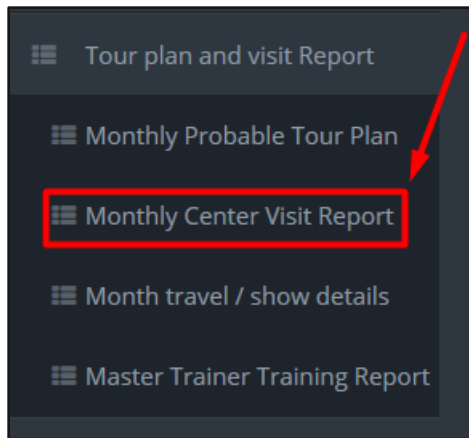 Tour plan and visit Report
Monthly Probable Tour Plan
Monthly Center Visit Report
Month travel / show details
Master Trainer Training Report